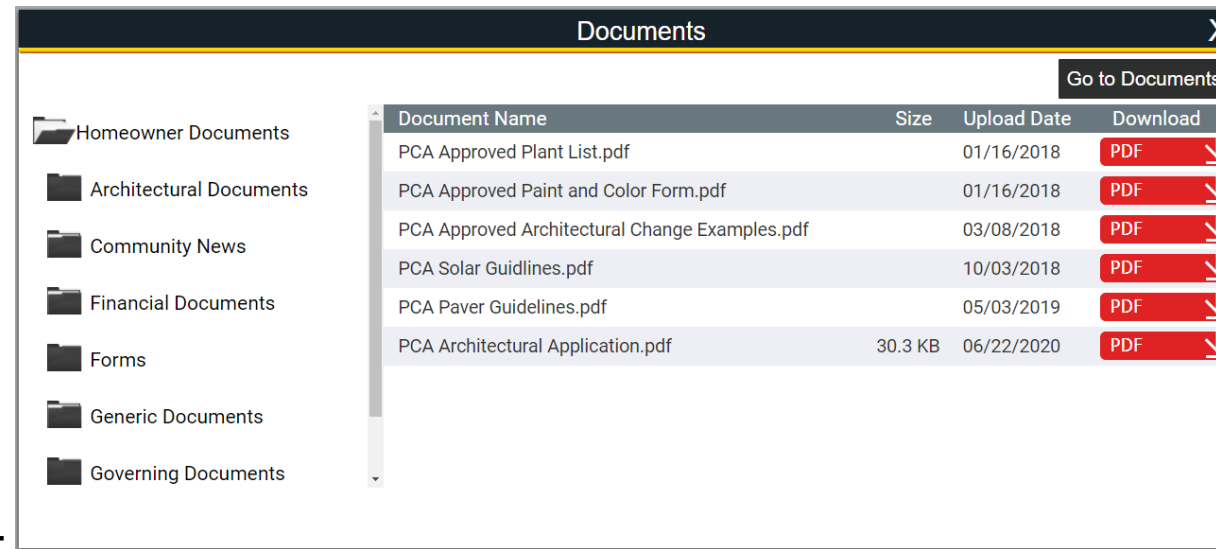 Documents X
Go to Documents
Homeowner Documents
Architectural Documents
Community News
Financial Documents
Forms
Generic Documents
Governing Documents
Document Name Size Upload Date Download
PCA Approved Plant List.pdf 01/16/2018 PDF
PCA Approved Paint and Color Form.pdf 01/16/2018 PDF
PCA Approved Architectural Change Examples.pdf 03/08/2018 PDF
PCA Solar Guidlines.pdf 10/03/2018 PDF
PCA Paver Guidelines.pdf 05/03/2019 PDF
PCA Architectural Application.pdf 30.3 KB 06/22/2020 PDF